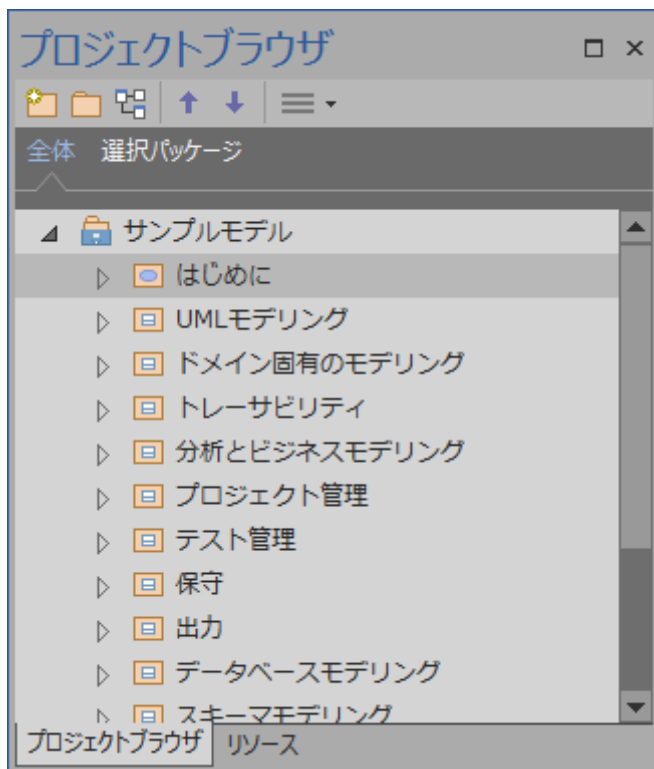 プロジェクトブラウザ
全体 選択パッケージ
サンプルモデル
はじめに
UMLモデリング
ドメイン固有のモデリング
トレーサビリティ
分析とビジネスモデリング
プロジェクト管理
テスト管理
保守
出力
データベースモデリング
スキーマモデリング
プロジェクトブラウザ リソース